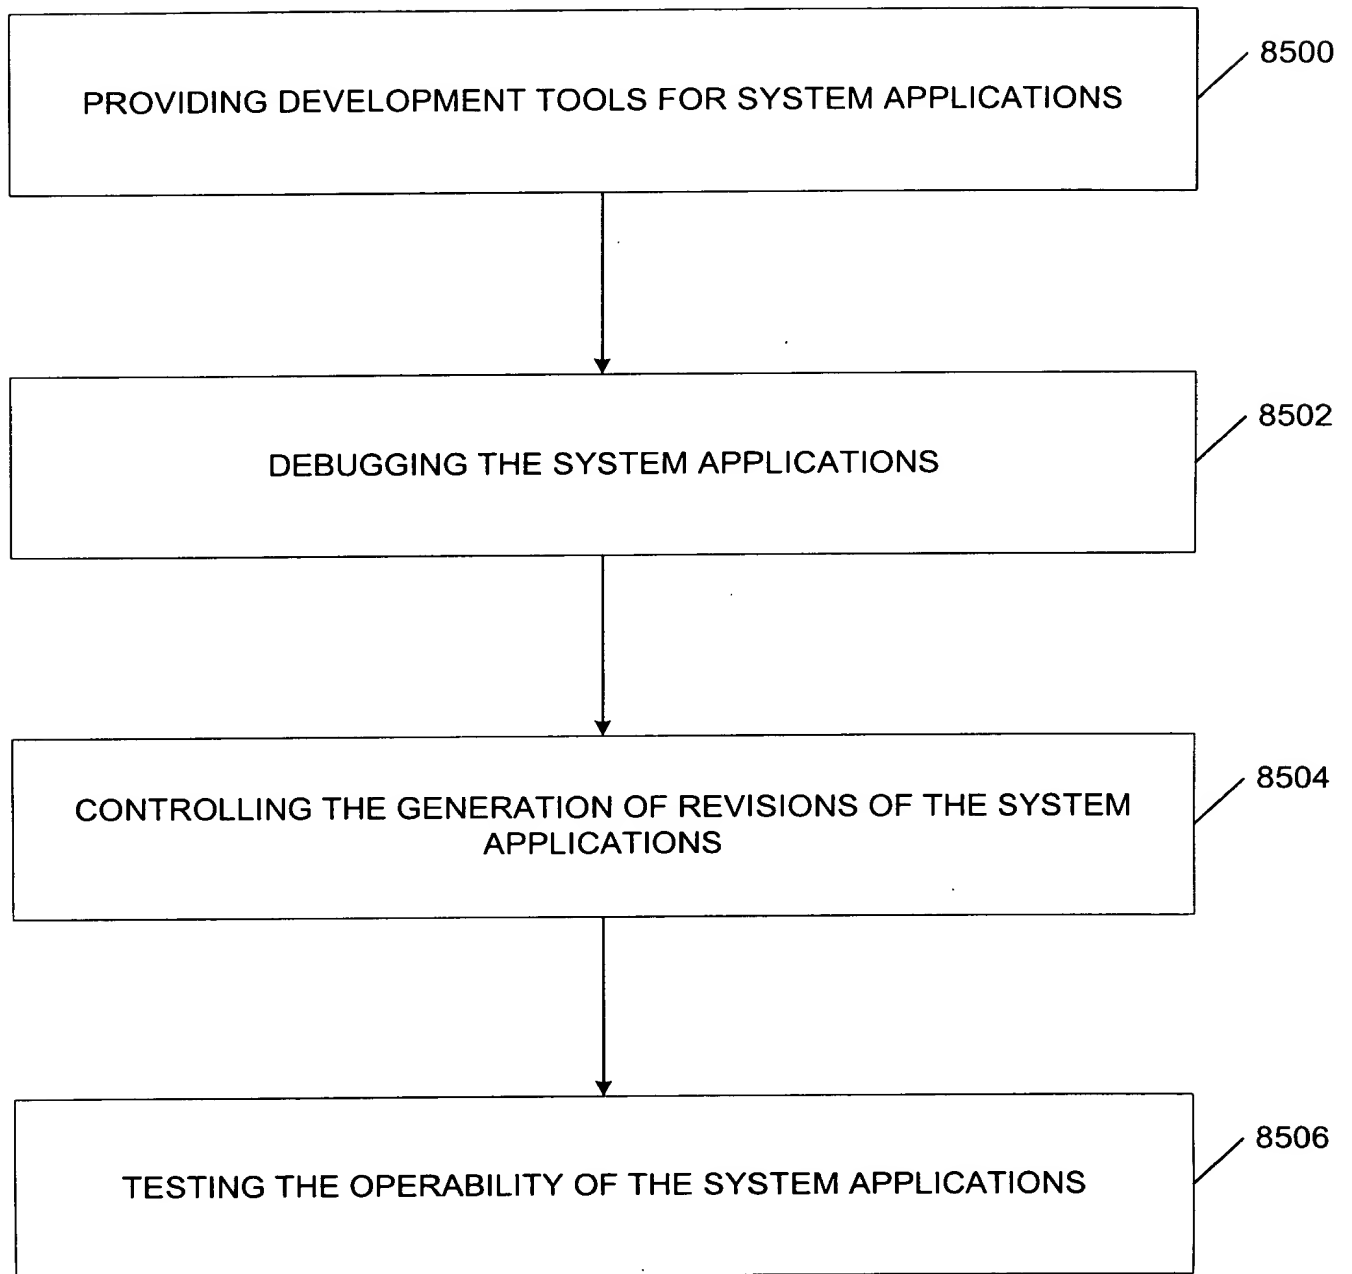 8500
PROVIDING DEVELOPMENT TOOLS FOR SYSTEM APPLICATIONS
8502
DEBUGGING THE SYSTEM APPLICATIONS
8504
CONTROLLING THE GENERATION OF REVISIONS OF THE SYSTEM
APPLICATIONS
8506
TESTING THE OPERABILITY OF THE SYSTEM APPLICATIONS